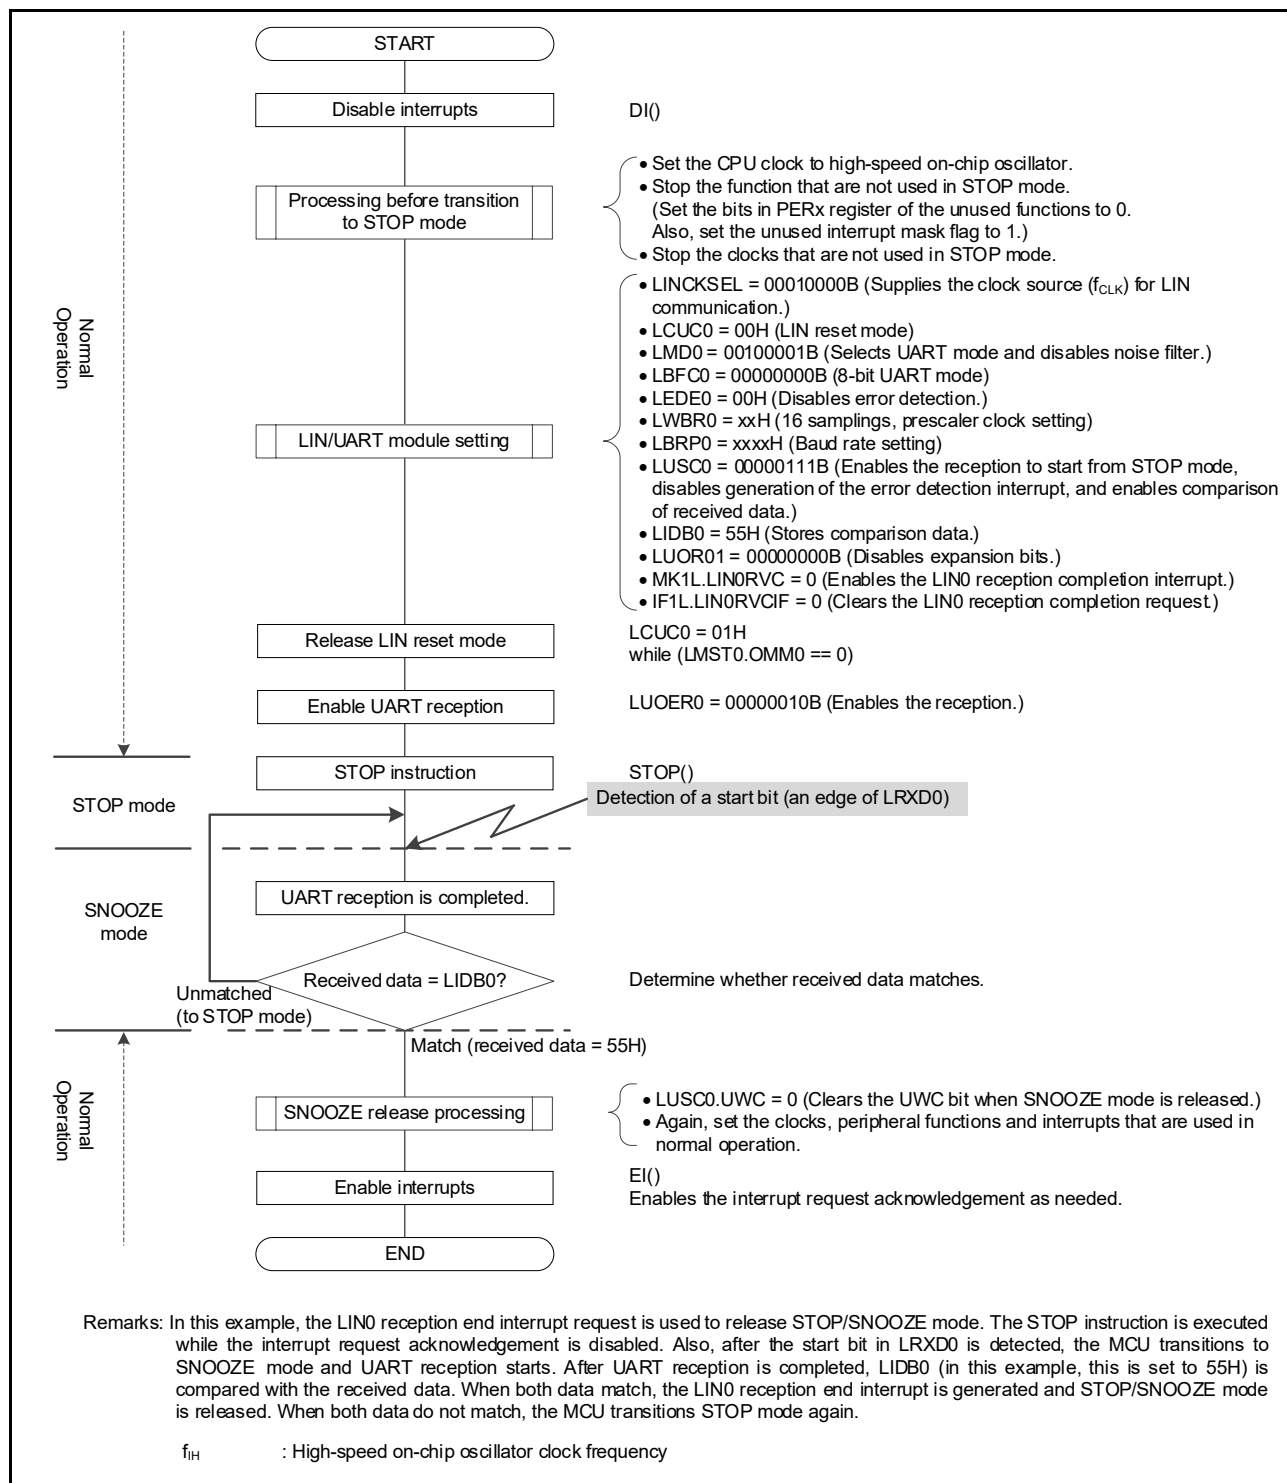 START
Disable interrupts
DI()
Processing before transition
to STOP mode
• Set the CPU clock to high-speed on-chip oscillator.
• Stop the function that are not used in STOP mode.
(Set the bits in PERx register of the unused functions to 0.
Also, set the unused interrupt mask flag to 1.)
• Stop the clocks that are not used in STOP mode.
Normal
Operation
LIN/UART module setting
• LINCKSEL = 00010000B (Supplies the clock source (fCLK) for LIN
communication.)
• LCUC0 = 00H (LIN reset mode)
• LMD0 = 00100001B (Selects UART mode and disables noise filter.)
• LBFC0 = 00000000B (8-bit UART mode)
• LEDE0 = 00H (Disables error detection.)
• LWBR0 = xxH (16 samplings, prescaler clock setting)
• LBRP0 = xxxxH (Baud rate setting)
• LUSC0 = 00000111B (Enables the reception to start from STOP mode,
disables generation of the error detection interrupt, and enables comparison
of received data.)
• LIDB0 = 55H (Stores comparison data.)
• LUOR01 = 00000000B (Disables expansion bits.)
• MK1L.LIN0RVC = 0 (Enables the LIN0 reception completion interrupt.)
• IF1L.LIN0RVCIF = 0 (Clears the LIN0 reception completion request.)
Release LIN reset mode
LCUC0 = 01H
while (LMST0.OMM0 == 0)
Enable UART reception
LUOER0 = 00000010B (Enables the reception.)
STOP instruction
STOP()
STOP mode
Detection of a start bit (an edge of LRXD0)
UART reception is completed.
SNOOZE
mode
Received data = LIDB0?
Determine whether received data matches.
Unmatched
(to STOP mode)
Match (received data = 55H)
Normal
Operation
SNOOZE release processing
• LUSC0.UWC = 0 (Clears the UWC bit when SNOOZE mode is released.)
• Again, set the clocks, peripheral functions and interrupts that are used in
normal operation.
Enable interrupts
EI()
Enables the interrupt request acknowledgement as needed.
END
Remarks: In this example, the LIN0 reception end interrupt request is used to release STOP/SNOOZE mode. The STOP instruction is executed
while the interrupt request acknowledgement is disabled. Also, after the start bit in LRXD0 is detected, the MCU transitions to
SNOOZE mode and UART reception starts. After UART reception is completed, LIDB0 (in this example, this is set to 55H) is
compared with the received data. When both data match, the LIN0 reception end interrupt is generated and STOP/SNOOZE mode
is released. When both data do not match, the MCU transitions STOP mode again.
fIH : High-speed on-chip oscillator clock frequency